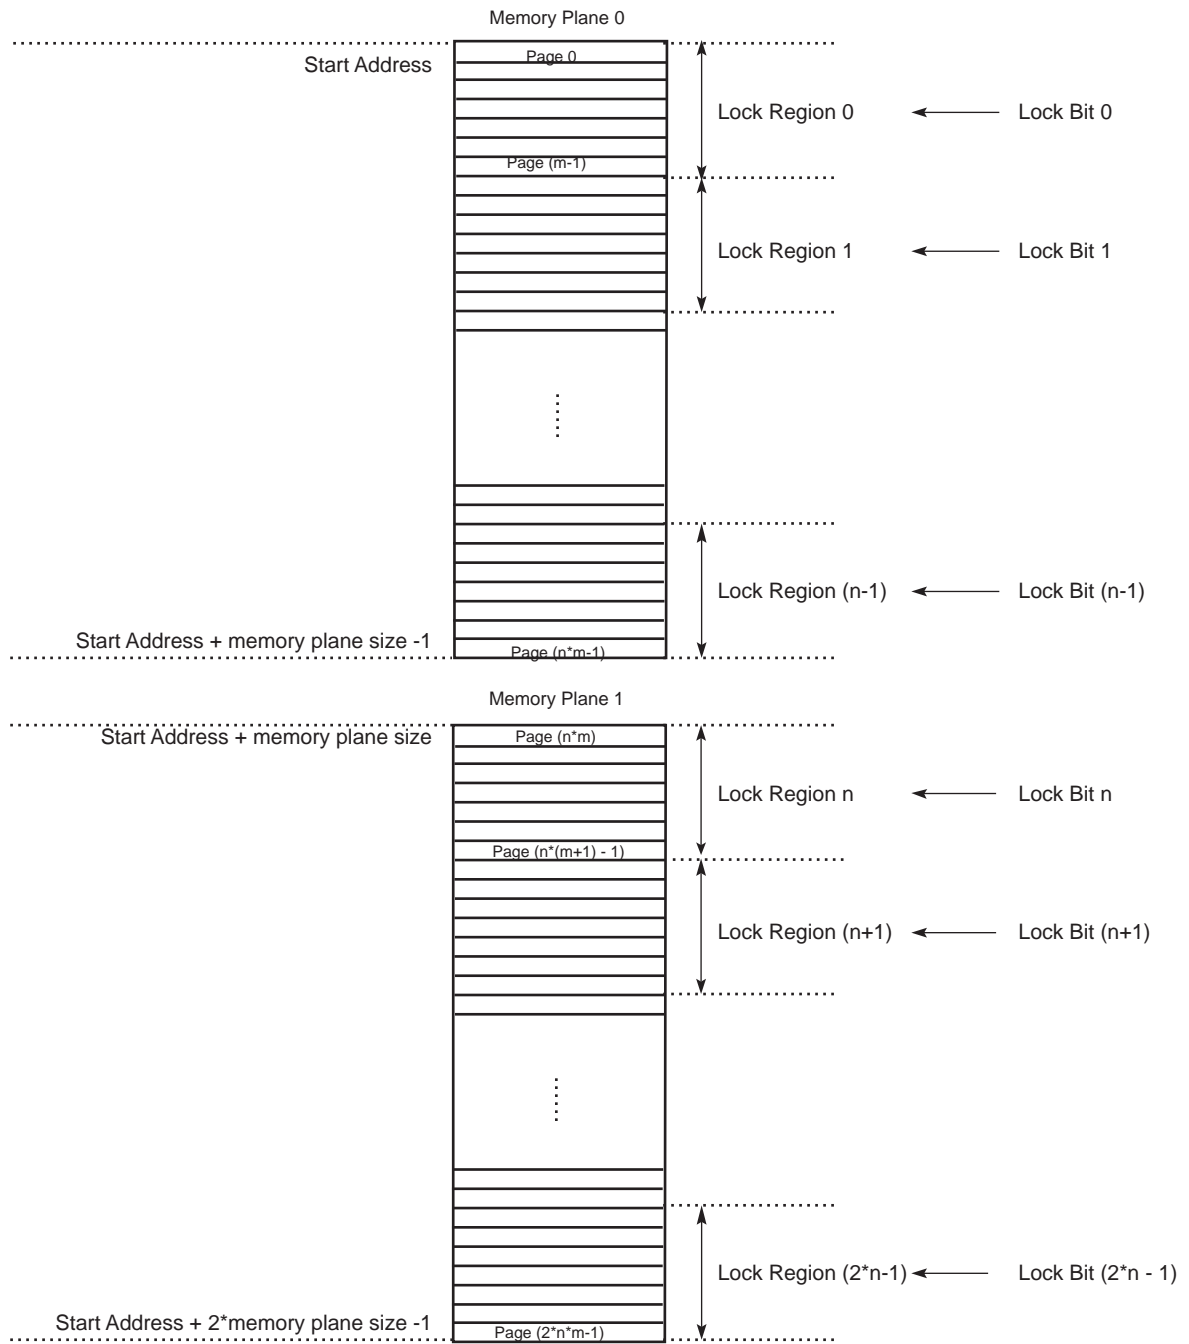 Memory Plane 0
Start Address
Page 0
Lock Region 0
Lock Bit 0
Page (m-1)
Lock Region 1
Lock Bit 1
Lock Region (n-1)
Lock Bit (n-1)
Start Address + memory plane size -1
Page (n*m-1)
Memory Plane 1
Start Address + memory plane size
Page (n*m)
Lock Region n
Lock Bit n
Page (n*(m+1) - 1)
Lock Region (n+1)
Lock Bit (n+1)
Lock Region (2*n-1)
Lock Bit (2*n - 1)
Start Address + 2*memory plane size -1
Page (2*n*m-1)